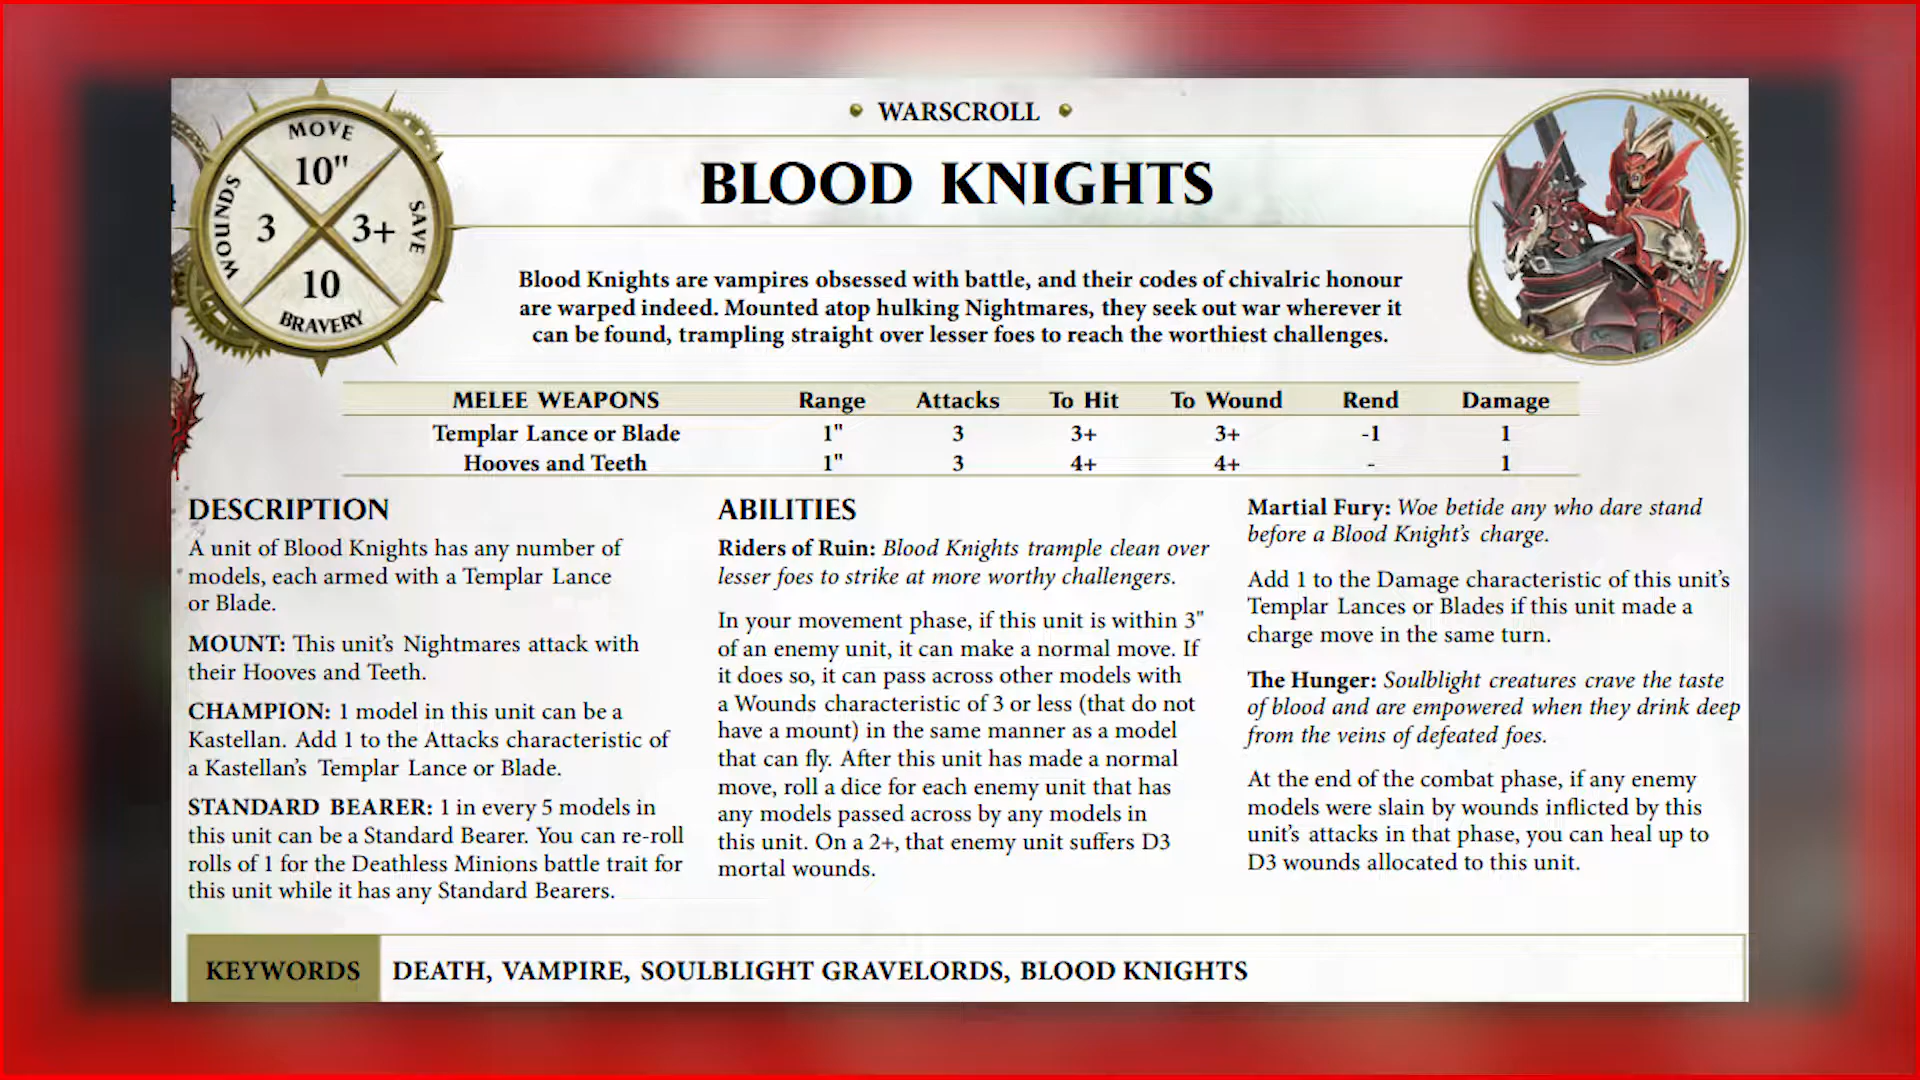 WARSCROLL
BLOOD KNIGHTS
MOVE
10"
WOUNDS
3
3+
SAVE
10
BRAVERY
Blood Knights are vampires obsessed with battle, and their codes of chivalric honour
are warped indeed. Mounted atop hulking Nightmares, they seek out war wherever it
can be found, trampling straight over lesser foes to reach the worthiest challenges.
MELEE WEAPONS Range Attacks To Hit To Wound Rend Damage
Templar Lance or Blade 1" 3 3+ 3+ -1 1
Hooves and Teeth 1" 3 4+ 4+ - 1
DESCRIPTION
A unit of Blood Knights has any number of
models, each armed with a Templar Lance
or Blade.
MOUNT: This unit's Nightmares attack with
their Hooves and Teeth.
CHAMPION: 1 model in this unit can be a
Kastellan. Add 1 to the Attacks characteristic of
a Kastellan's Templar Lance or Blade.
STANDARD BEARER: 1 in every 5 models in
this unit can be a Standard Bearer. You can re-roll
rolls of 1 for the Deathless Minions battle trait for
this unit while it has any Standard Bearers.
ABILITIES
Riders of Ruin: Blood Knights trample clean over
lesser foes to strike at more worthy challengers.
In your movement phase, if this unit is within 3"
of an enemy unit, it can make a normal move. If
it does so, it can pass across other models with
a Wounds characteristic of 3 or less (that do not
have a mount) in the same manner as a model
that can fly. After this unit has made a normal
move, roll a dice for each enemy unit that has
any models passed across by any models in
this unit. On a 2+, that enemy unit suffers D3
mortal wounds.
Martial Fury: Woe betide any who dare stand
before a Blood Knight's charge.
Add 1 to the Damage characteristic of this unit's
Templar Lances or Blades if this unit made a
charge move in the same turn.
The Hunger: Soulblight creatures crave the taste
of blood and are empowered when they drink deep
from the veins of defeated foes.
At the end of the combat phase, if any enemy
models were slain by wounds inflicted by this
unit's attacks in that phase, you can heal up to
D3 wounds allocated to this unit.
KEYWORDS DEATH, VAMPIRE, SOULBLIGHT GRAVELORDS, BLOOD KNIGHTS